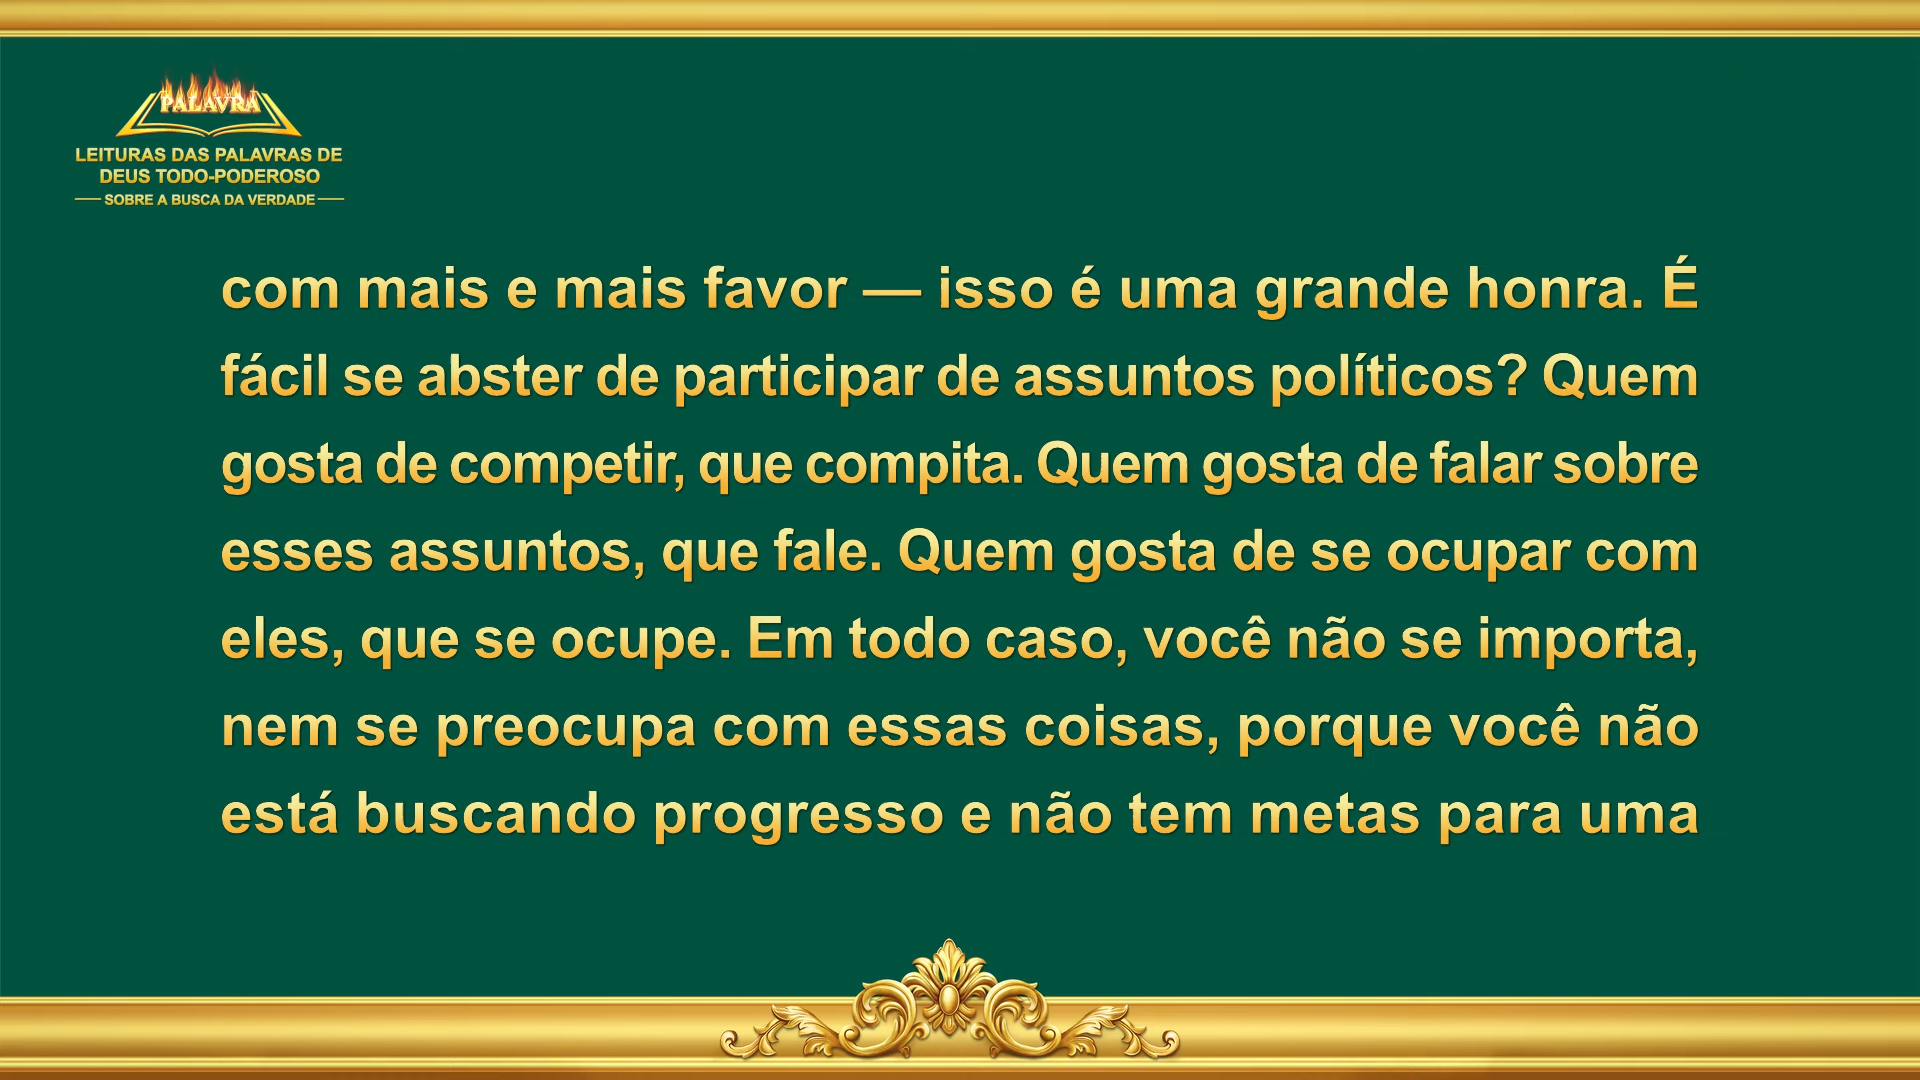 PALAVRA
LEITURAS DAS PALAVRAS DE
DEUS TODO-PODEROSO
SOBRE A BUSCA DA VERDADE
com mais e mais favor — isso é uma grande honra. É
fácil se abster de participar de assuntos políticos? Quem
gosta de competir, que compita. Quem gosta de falar sobre
esses assuntos, que fale. Quem gosta de se ocupar com
eles, que se ocupe. Em todo caso, você não se importa,
nem se preocupa com essas coisas, porque você não
está buscando progresso e não tem metas para uma